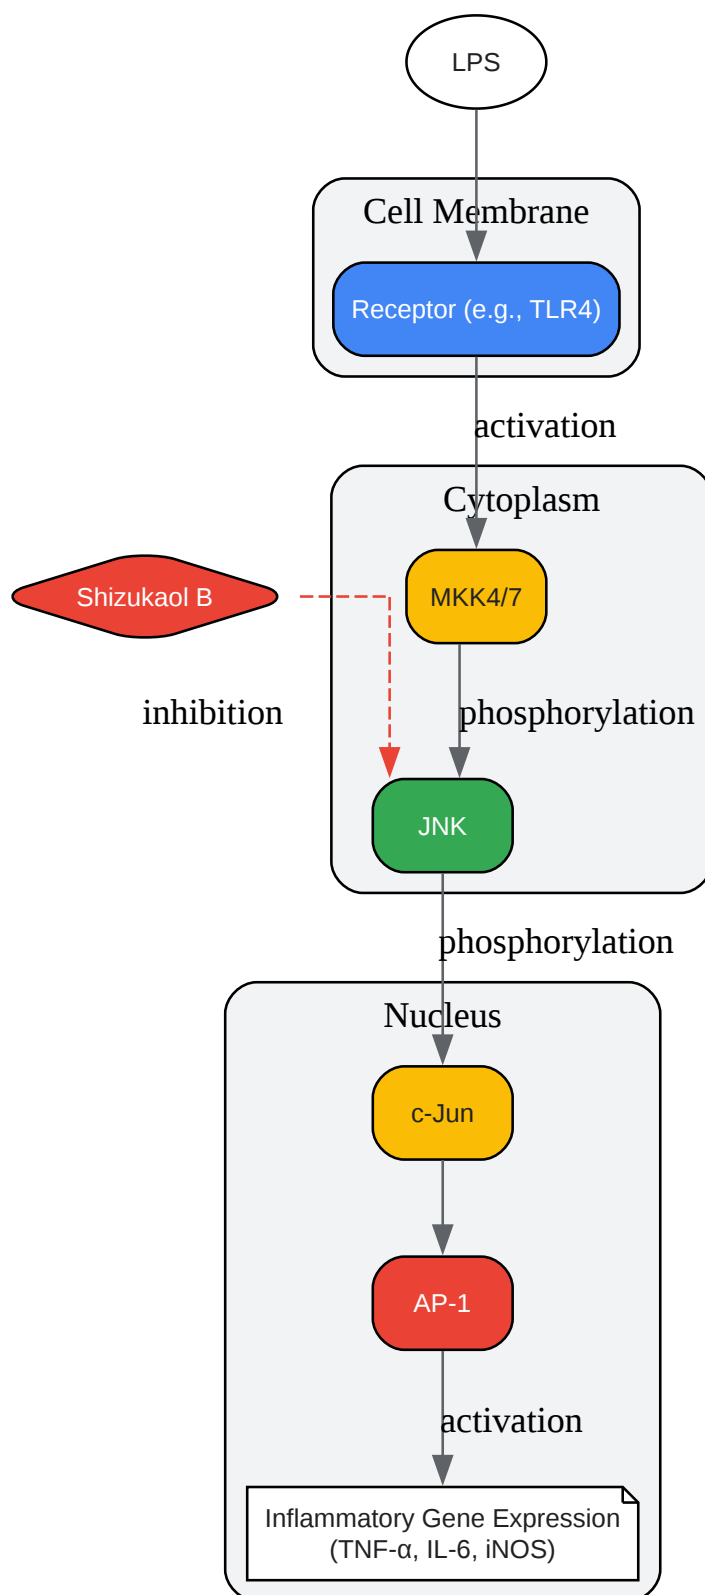 LPS
Cell Membrane
Receptor (e.g., TLR4)
activation
Cytoplasm
Shizukaol B
MKK4/7
inhibition
phosphorylation
JNK
phosphorylation
Nucleus
c-Jun
AP-1
activation
Inflammatory Gene Expression
(TNF-α, IL-6, iNOS)